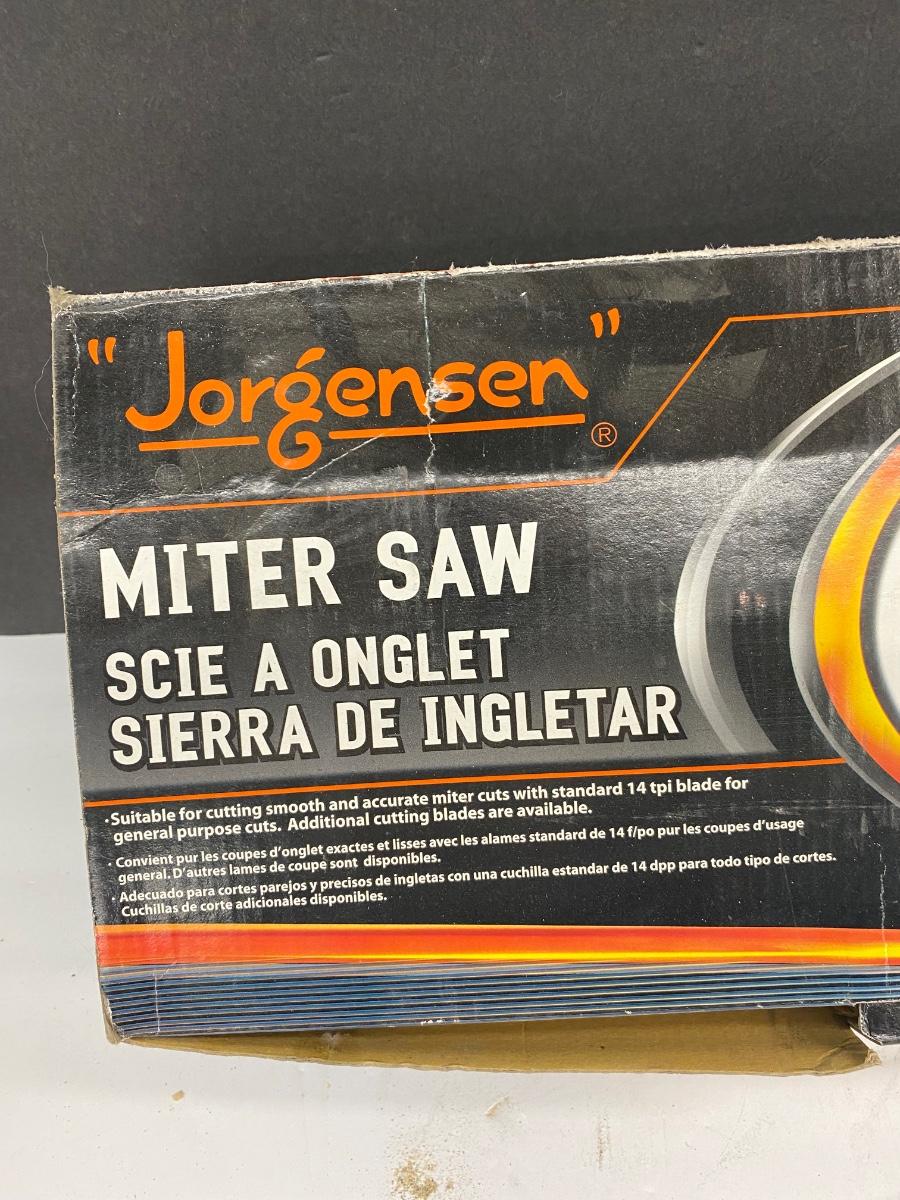 "Jorgensen"®
MITER SAW
SCIE A ONGLET
SIERRA DE INGLETAR
·Suitable for cutting smooth and accurate miter cuts with standard 14 tpi blade for
general purpose cuts. Additional cutting blades are available.
· Convient pur les coupes d'onglet exactes et lisses avec les alames standard de 14 f/po pur les coupes d'usage
general. D'autres lames de coupe sont disponibles.
· Adecuado para cortes parejos y precisos de ingletas con una cuchilla estandar de 14 dpp para todo tipo de cortes.
Cuchillas de corte adicionales disponibles.